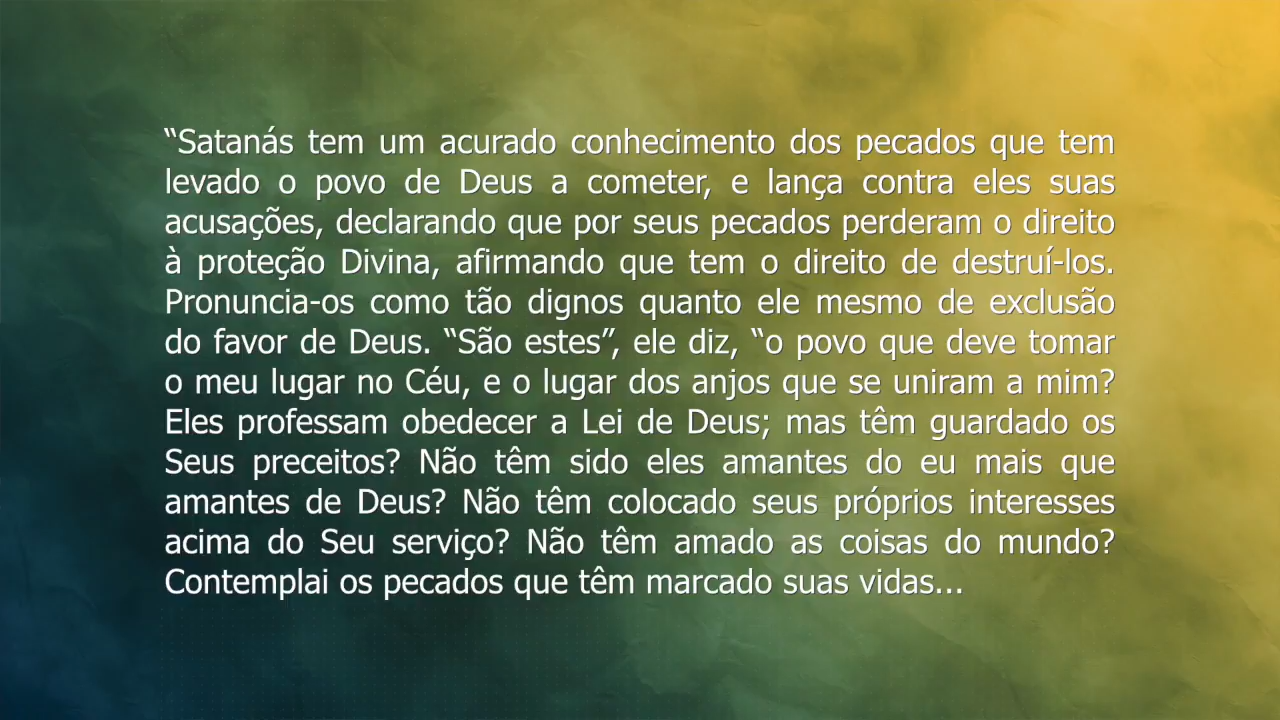 “Satanás tem um acurado conhecimento dos pecados que tem
levado o povo de Deus a cometer, e lança contra eles suas
acusações, declarando que por seus pecados perderam o direito
à proteção Divina, afirmando que tem o direito de destruí-los.
Pronuncia-os como tão dignos quanto ele mesmo de exclusão
do favor de Deus. “São estes”, ele diz, “o povo que deve tomar
o meu lugar no Céu, e o lugar dos anjos que se uniram a mim?
Eles professam obedecer a Lei de Deus; mas têm guardado os
Seus preceitos? Não têm sido eles amantes do eu mais que
amantes de Deus? Não têm colocado seus próprios interesses
acima do Seu serviço? Não têm amado as coisas do mundo?
Contemplai os pecados que têm marcado suas vidas...